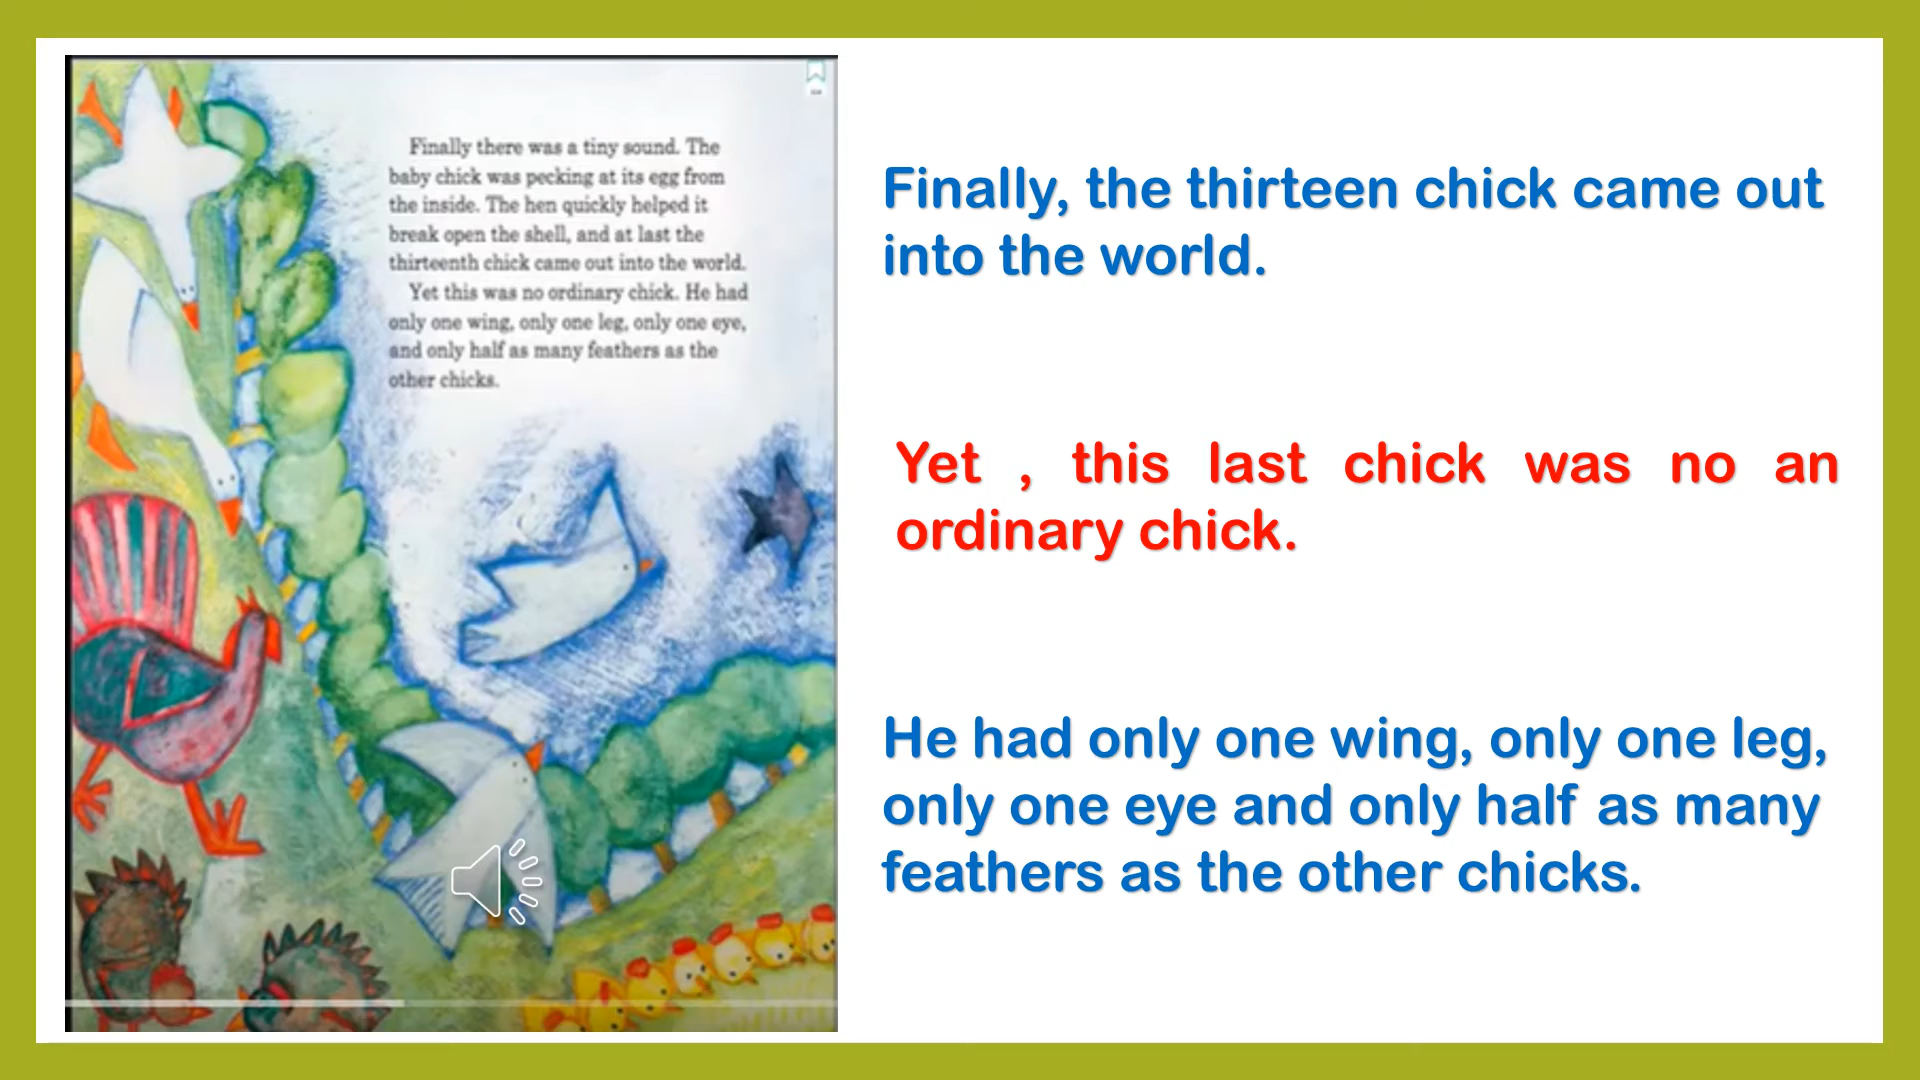 Finally there was a tiny sound. The
baby chick was pecking at its egg from
the inside. The hen quickly helped it
break open the shell, and at last the
thirteenth chick came out into the world.
Yet this was no ordinary chick. He had
only one wing, only one leg, only one eye,
and only half as many feathers as the
other chicks.
Finally, the thirteen chick came out
into the world.
Yet , this last chick was no an
ordinary chick.
He had only one wing, only one leg,
only one eye and only half as many
feathers as the other chicks.